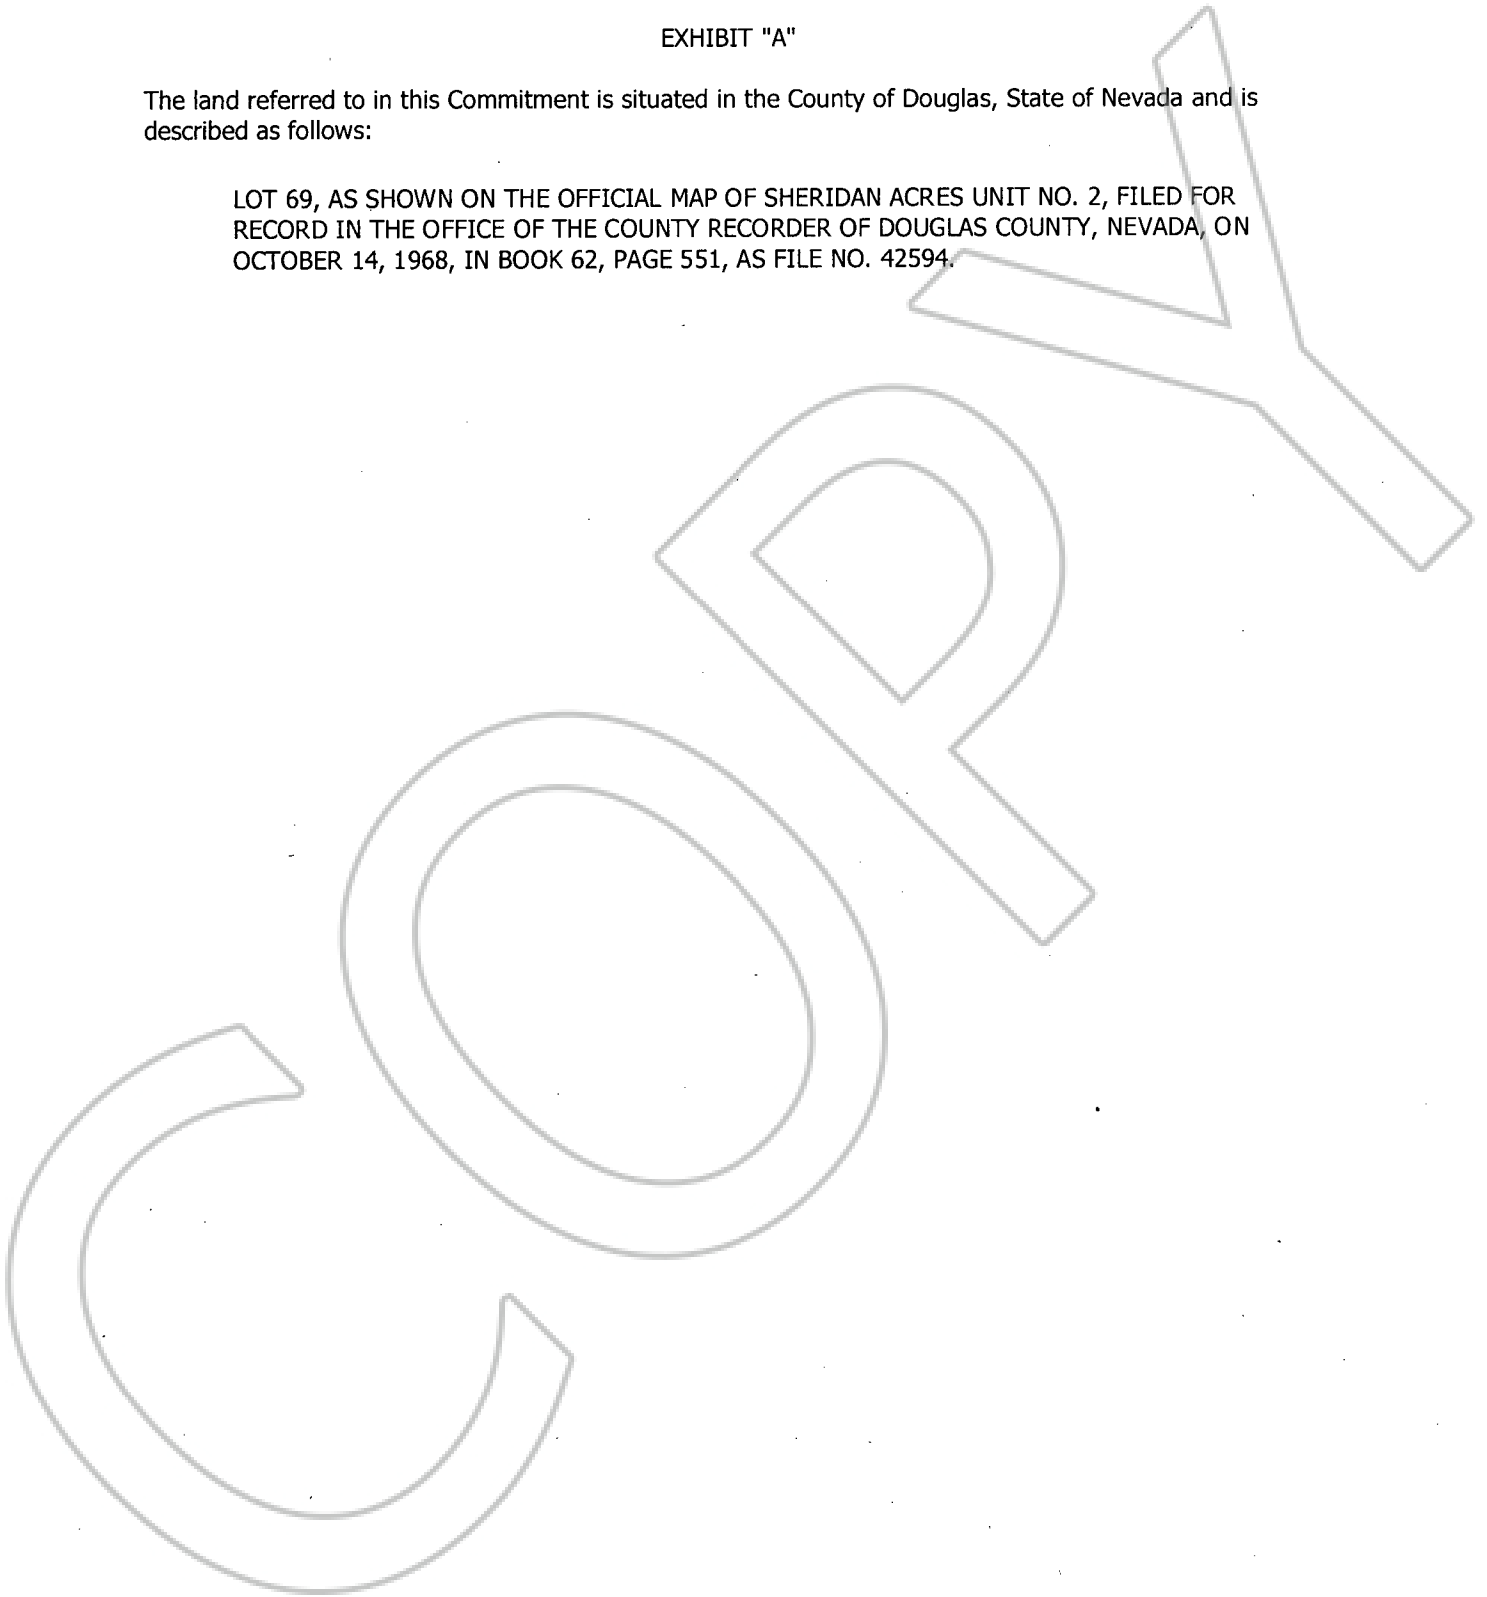 EXHIBIT "A"
The land referred to in this Commitment is situated in the County of Douglas, State of Nevada and is
described as follows:
LOT 69, AS SHOWN ON THE OFFICIAL MAP OF SHERIDAN ACRES UNIT NO. 2, FILED FOR
RECORD IN THE OFFICE OF THE COUNTY RECORDER OF DOUGLAS COUNTY, NEVADA, ON
OCTOBER 14, 1968, IN BOOK 62, PAGE 551, AS FILE NO. 42594.
COPY